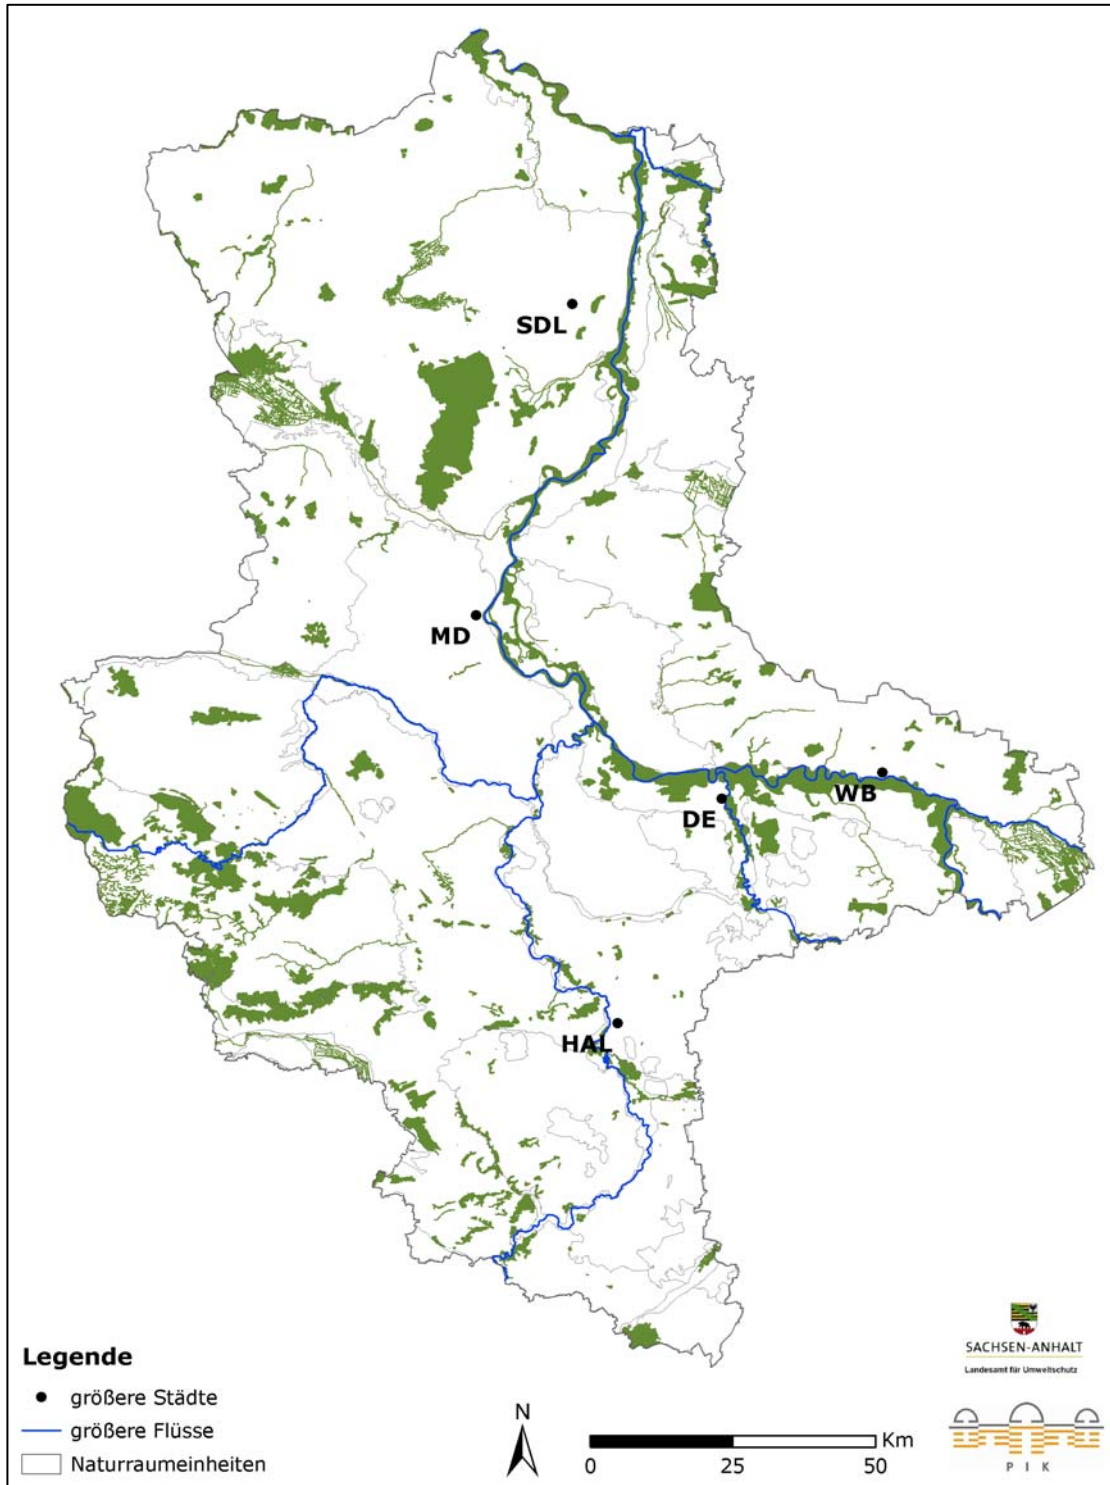 SDL
MD
WB
DE
HAL
Legende
größere Städte
größere Flüsse
Naturraumeinheiten
N
Km
0 25 50
SACHSEN-ANHALT
Landesamt für Umweltschutz
P I K